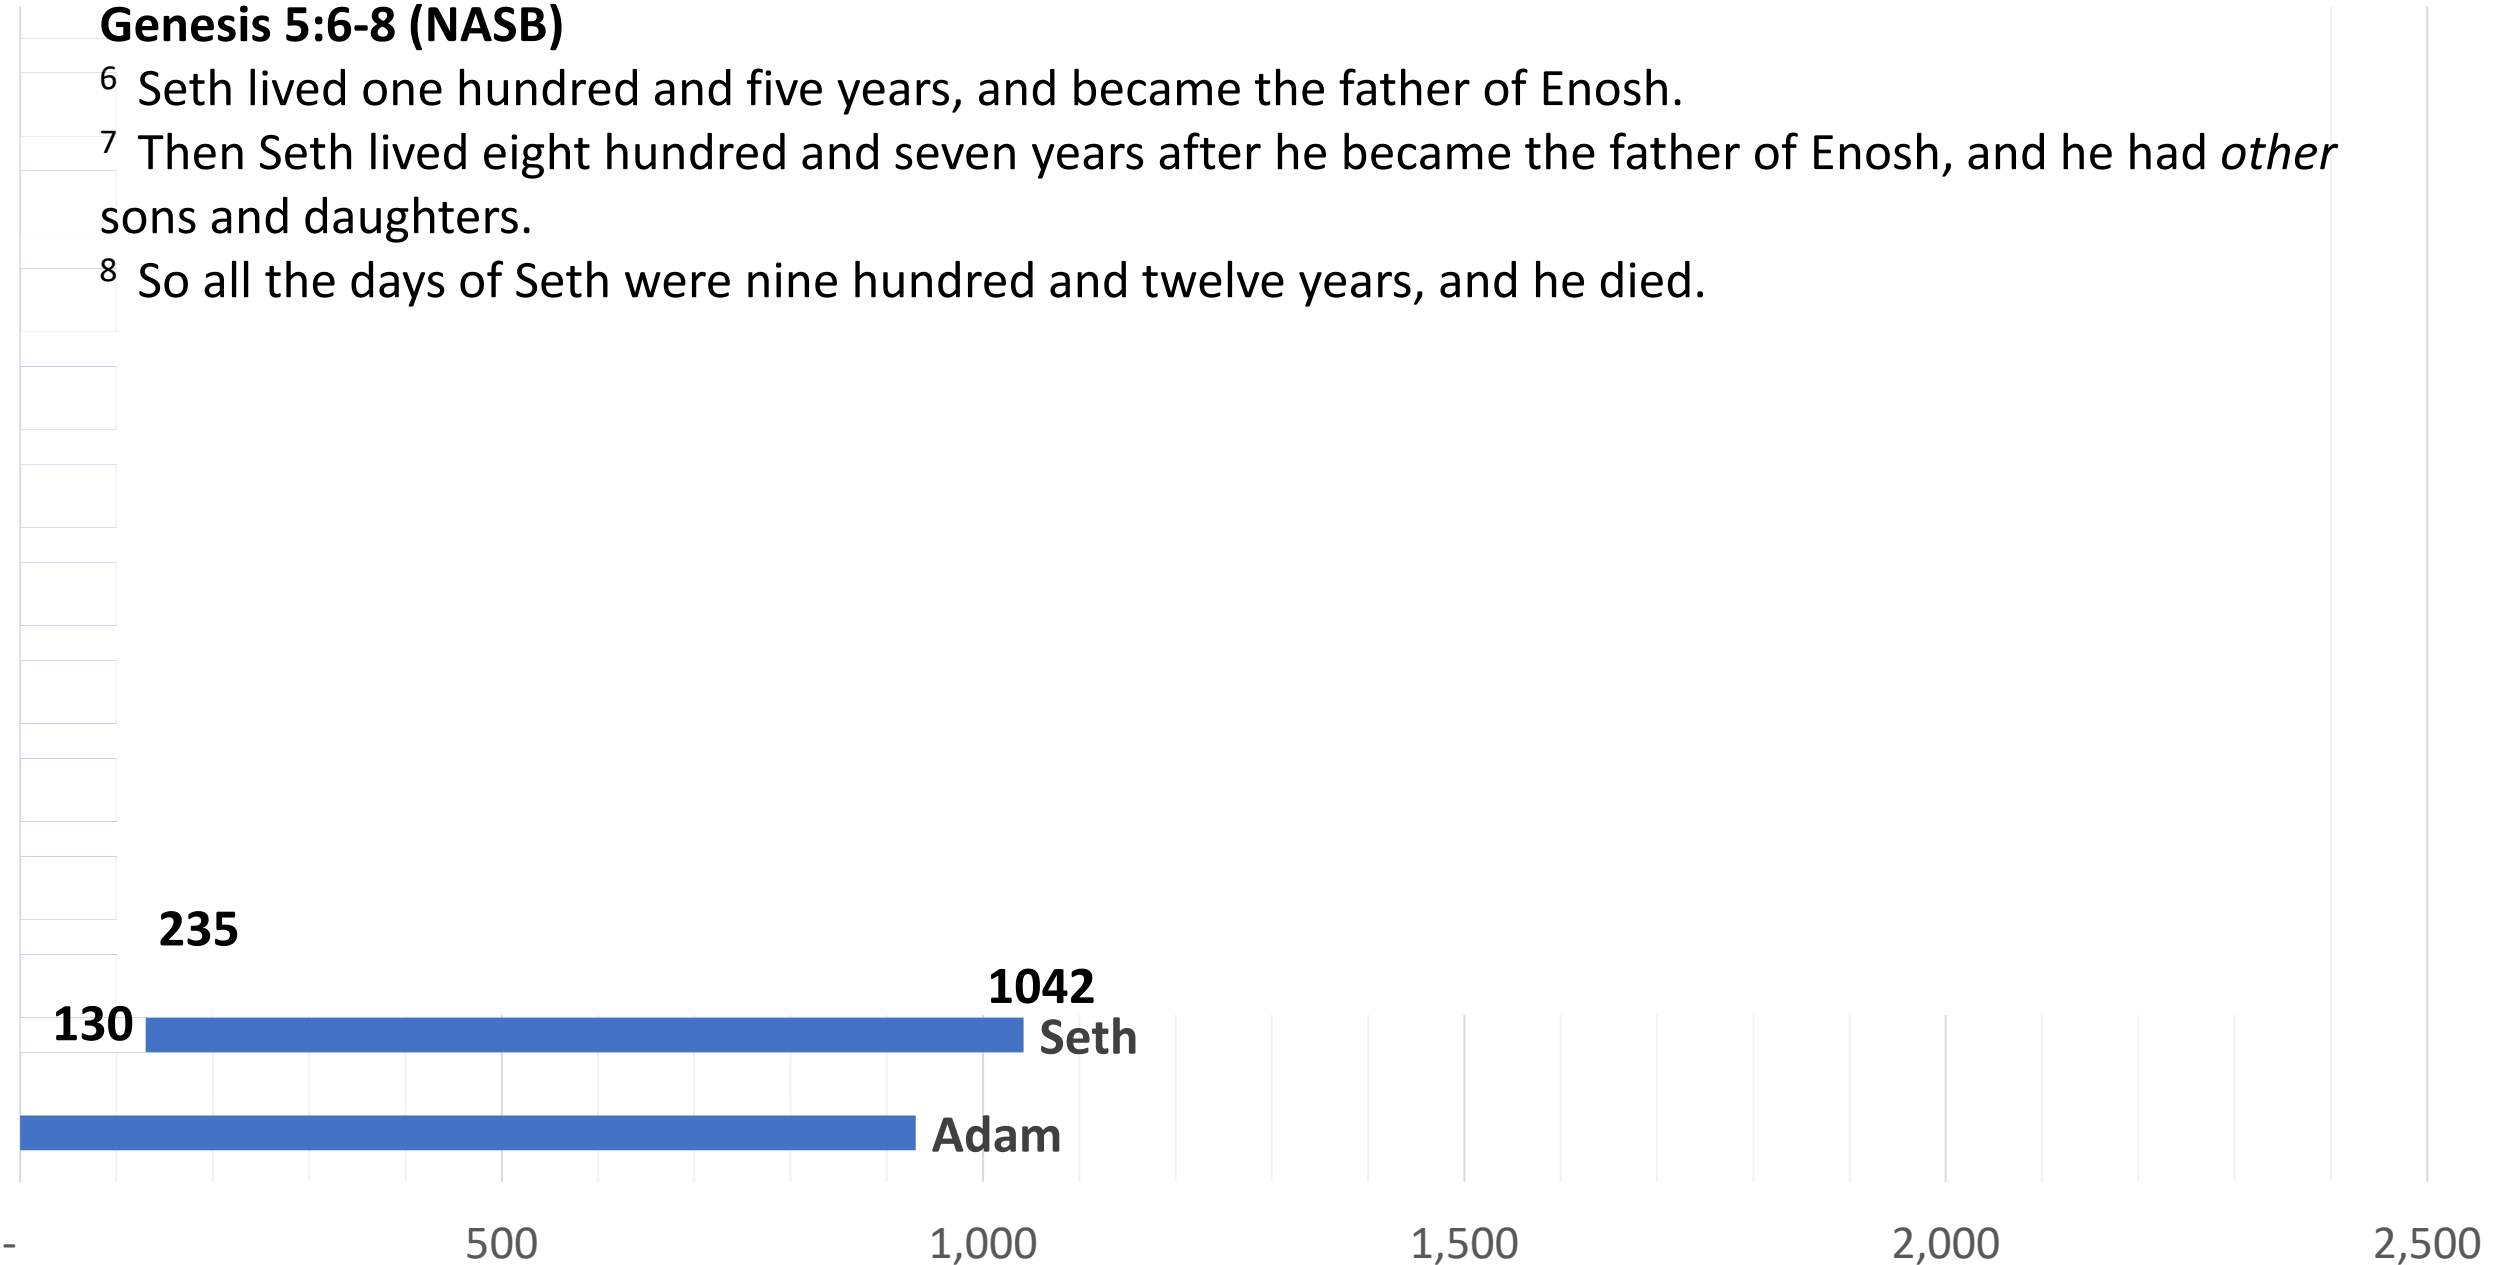 Genesis 5:6-8 (NASB)
6 Seth lived one hundred and five years, and became the father of Enosh.
7 Then Seth lived eight hundred and seven years after he became the father of Enosh, and he had other
sons and daughters.
8 So all the days of Seth were nine hundred and twelve years, and he died.
235
1042
130
Seth
Adam
- 500 1,000 1,500 2,000 2,500